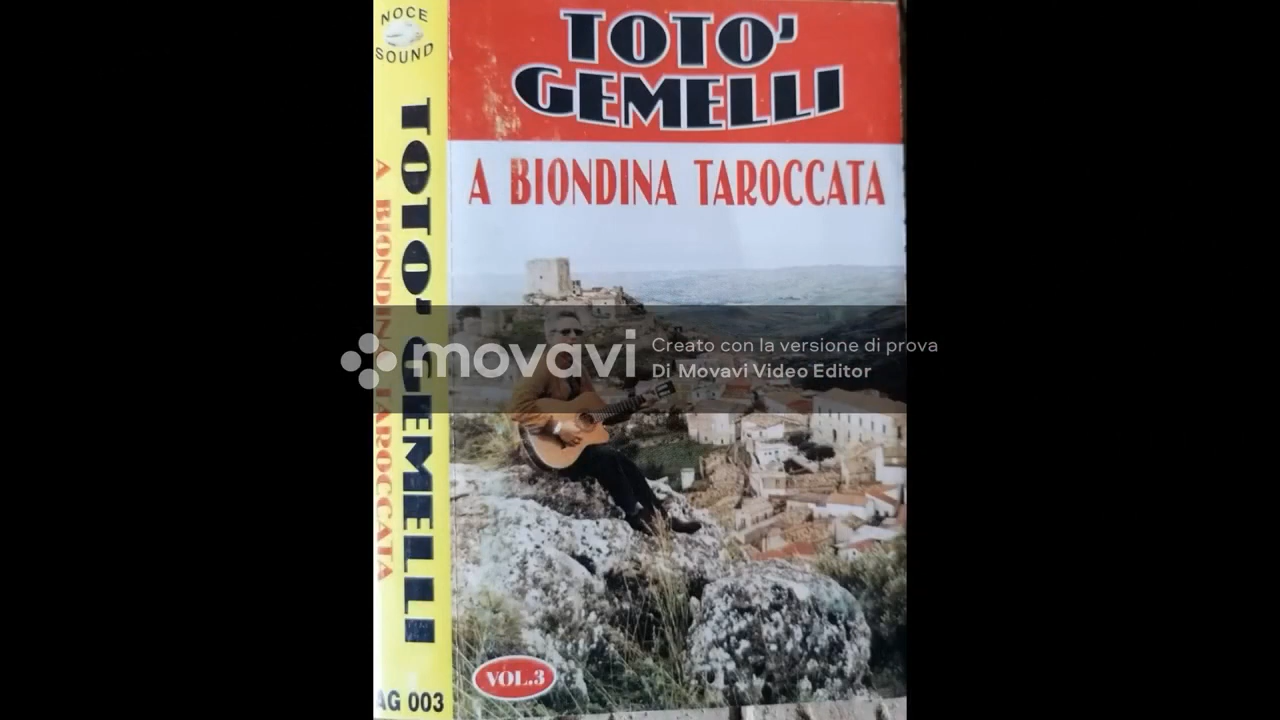 NOCE
SOUND
TOTO' GEMELLI
A BIONDINA TAROCCATA
AG 003
TOTO'
GEMELLI
A BIONDINA TAROCCATA
movavi
Creato con la versione di prova
Di Movavi Video Editor
VOL.3